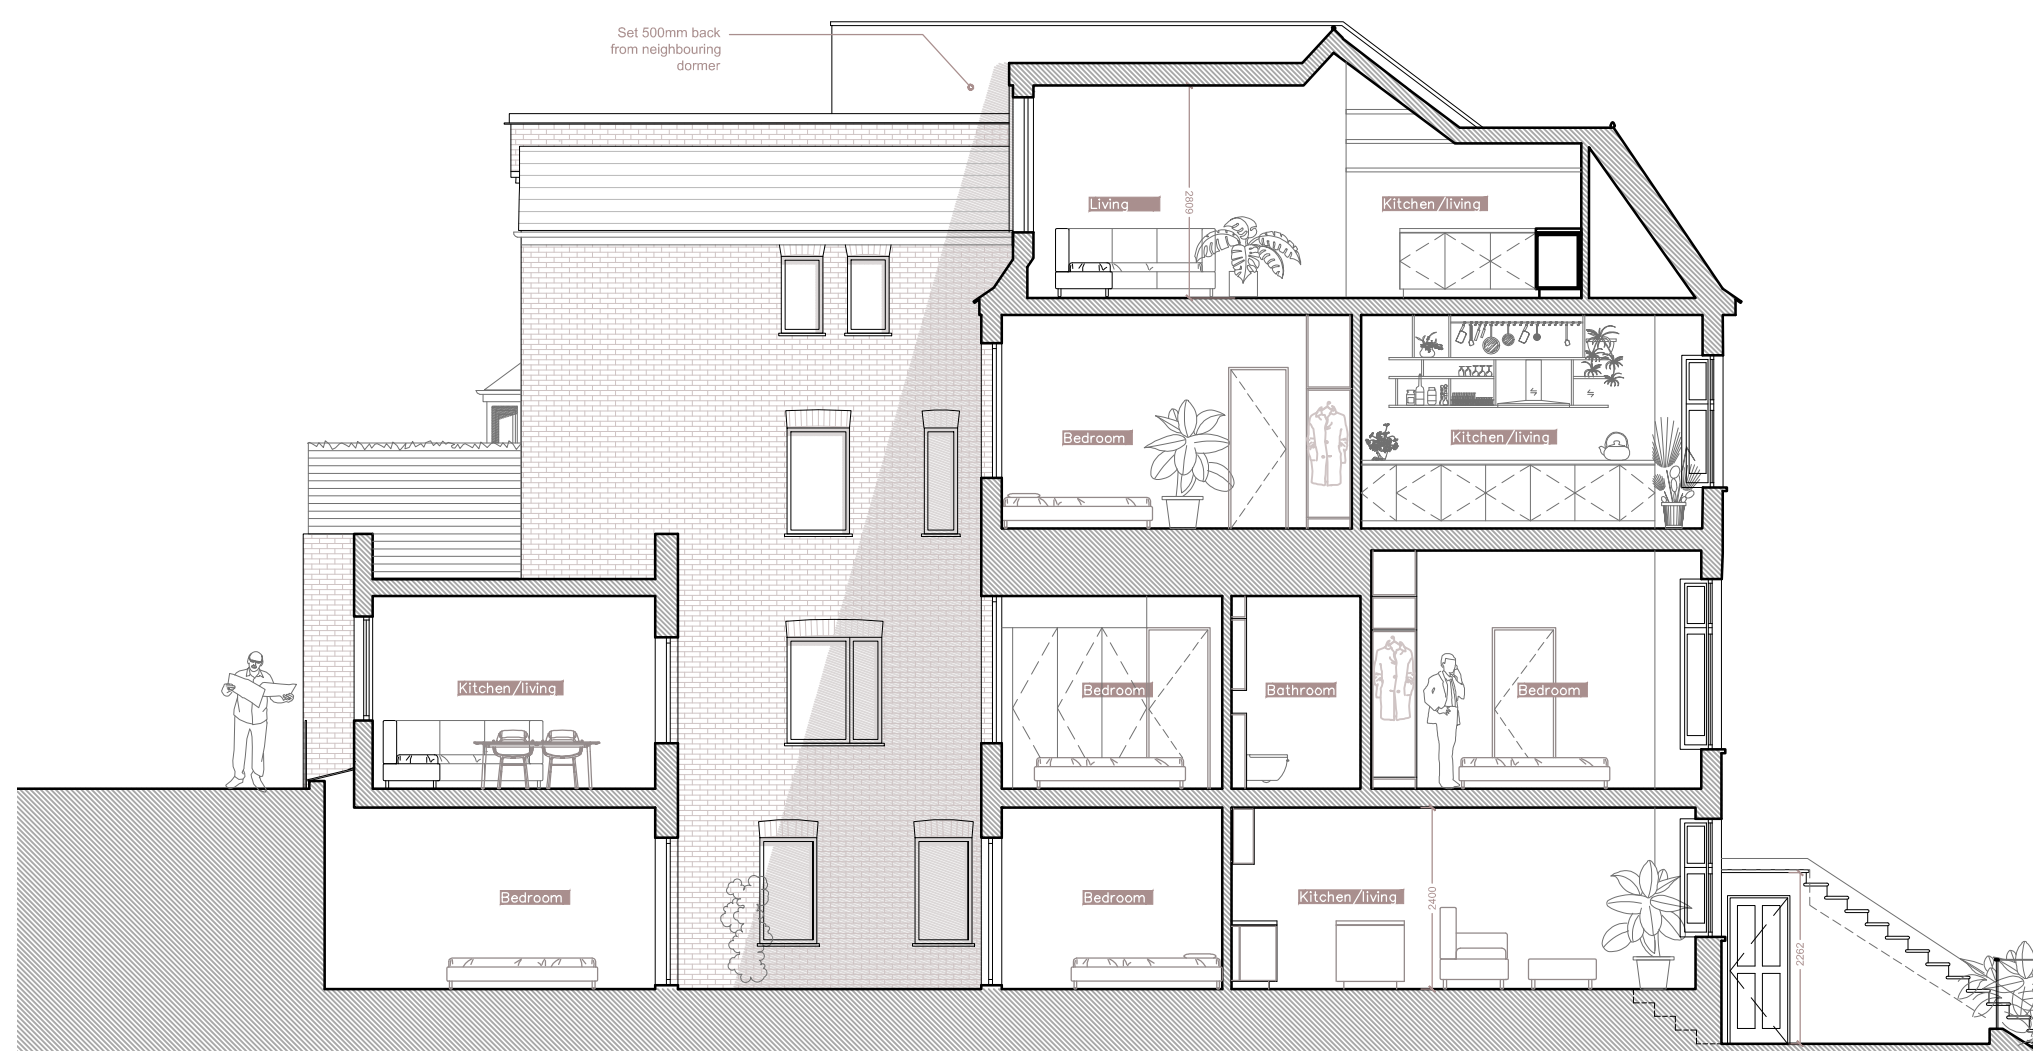 Set 500mm back
from neighbouring
dormer
Living
2809
Kitchen/living
Bedroom
Kitchen/living
Kitchen/living
Bedroom
Bathroom
Bedroom
Bedroom
Bedroom
Kitchen/living
2400
2262